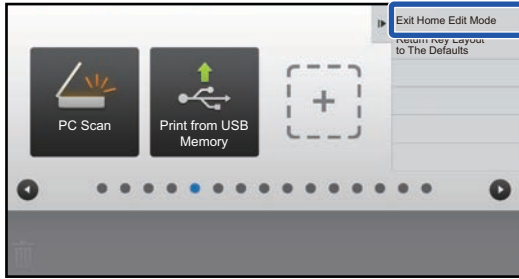 Exit Home Edit Mode
Return Key Layout
to The Defaults
PC Scan
Print from USB
Memory